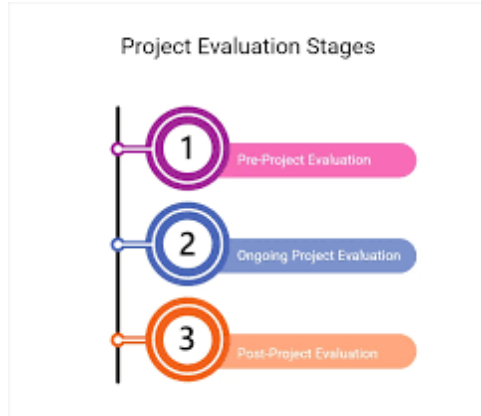 Project Evaluation Stages
1
Pre-Project Evaluation
2
Ongoing Project Evaluation
3
Post-Project Evaluation